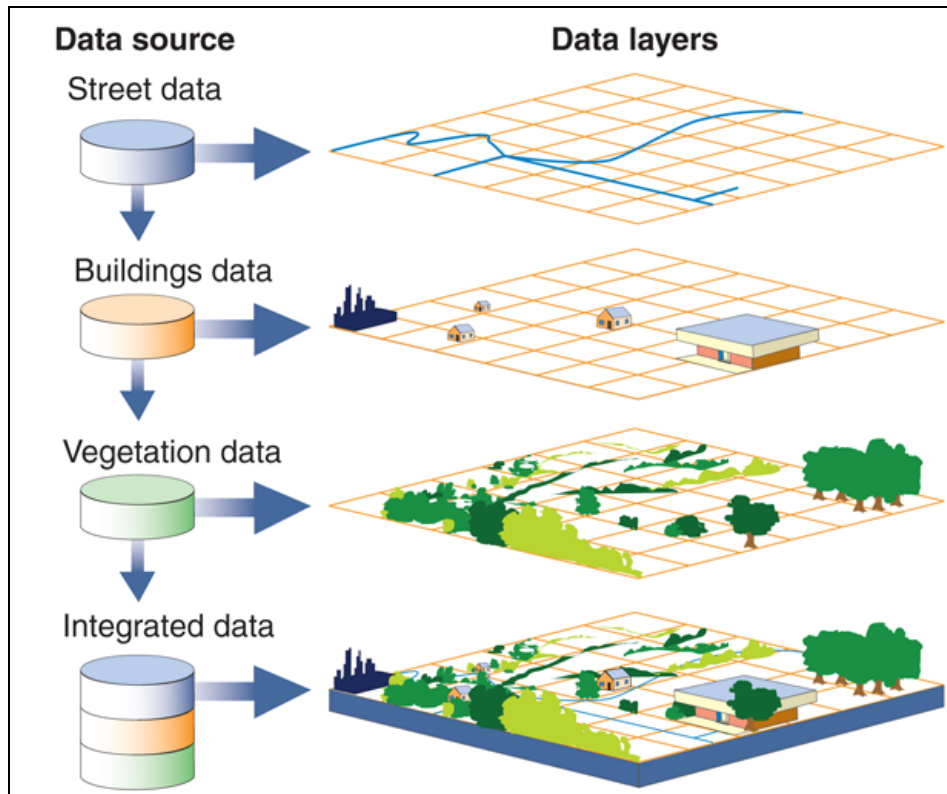 Data source
Data layers
Street data
Buildings data
Vegetation data
Integrated data